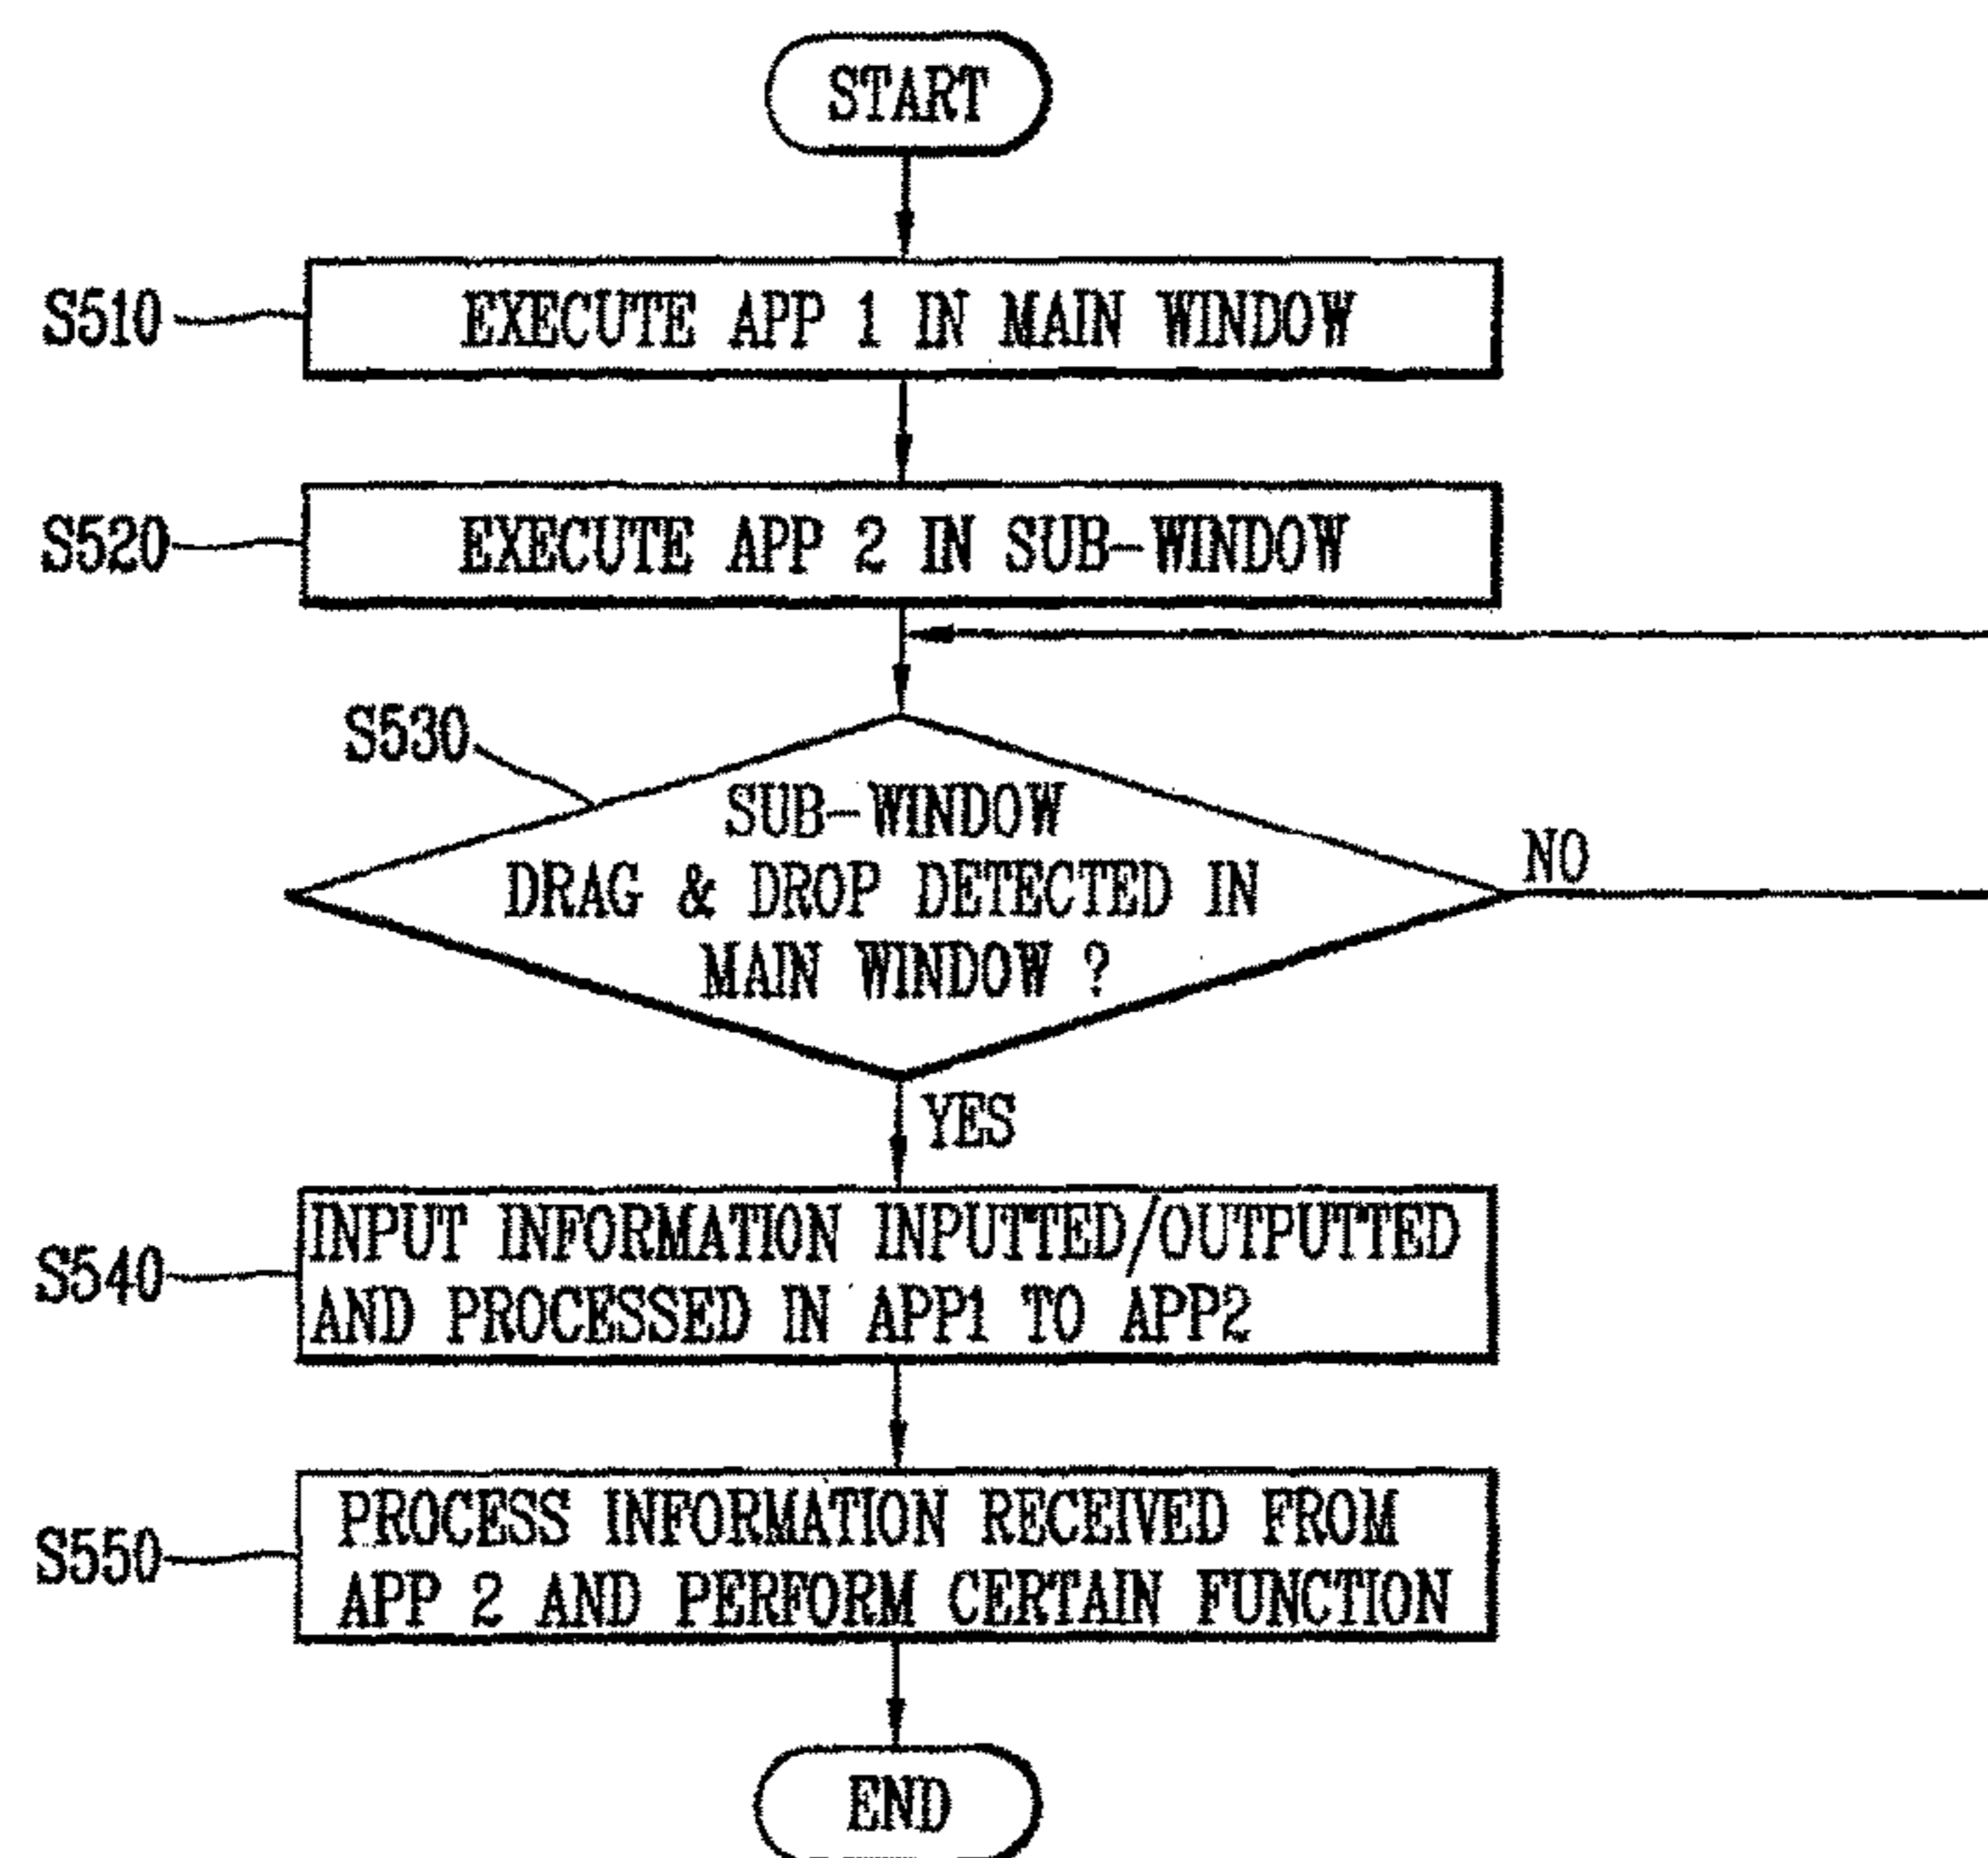 START
S510
EXECUTE APP 1 IN MAIN WINDOW
S520
EXECUTE APP 2 IN SUB-WINDOW
S530
SUB-WINDOW
DRAG & DROP DETECTED IN
MAIN WINDOW ?
NO
YES
S540
INPUT INFORMATION INPUTTED/OUTPUTTED
AND PROCESSED IN APP1 TO APP2
S550
PROCESS INFORMATION RECEIVED FROM
APP 2 AND PERFORM CERTAIN FUNCTION
END